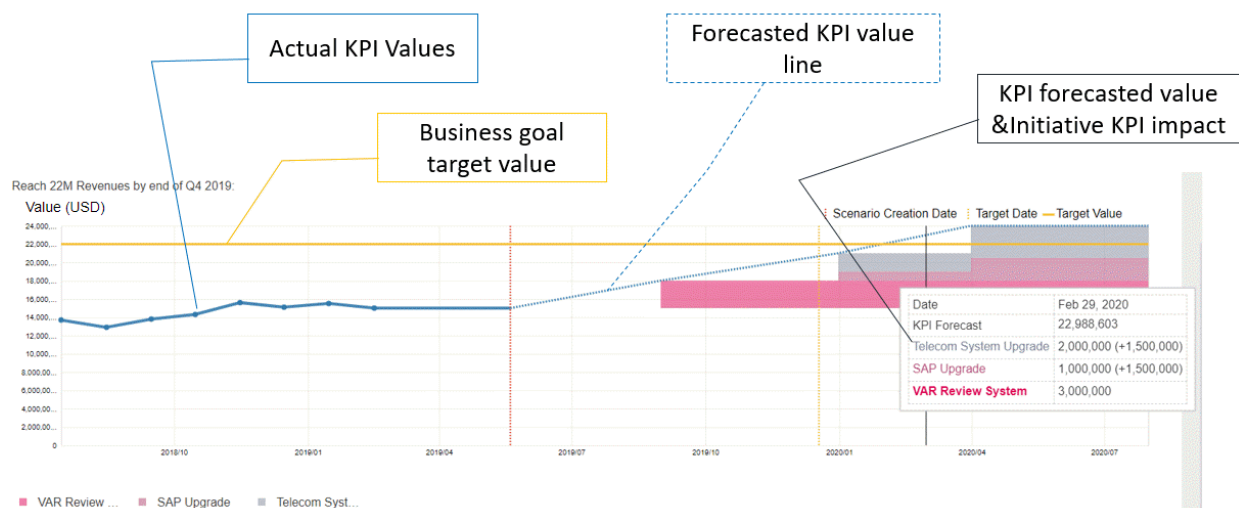 Actual KPI Values
Forecasted KPI value
line
KPI forecasted value
&Initiative KPI impact
Business goal
target value
Reach 22M Revenues by end of Q4 2019:
Value (USD)
Scenario Creation Date
Target Date
Target Value
24,000,...
22,000,...
20,000,...
18,000,...
16,000,...
14,000,...
12,000,...
10,000,...
8,000,00...
6,000,00...
4,000,00...
2,000,00...
0
2018/10
2019/01
2019/04
2019/07
2019/10
2020/01
2020/04
2020/07
Date Feb 29, 2020
KPI Forecast 22,988,603
Telecom System Upgrade 2,000,000 (+1,500,000)
SAP Upgrade 1,000,000 (+1,500,000)
VAR Review System 3,000,000
VAR Review ...
SAP Upgrade
Telecom Syst...